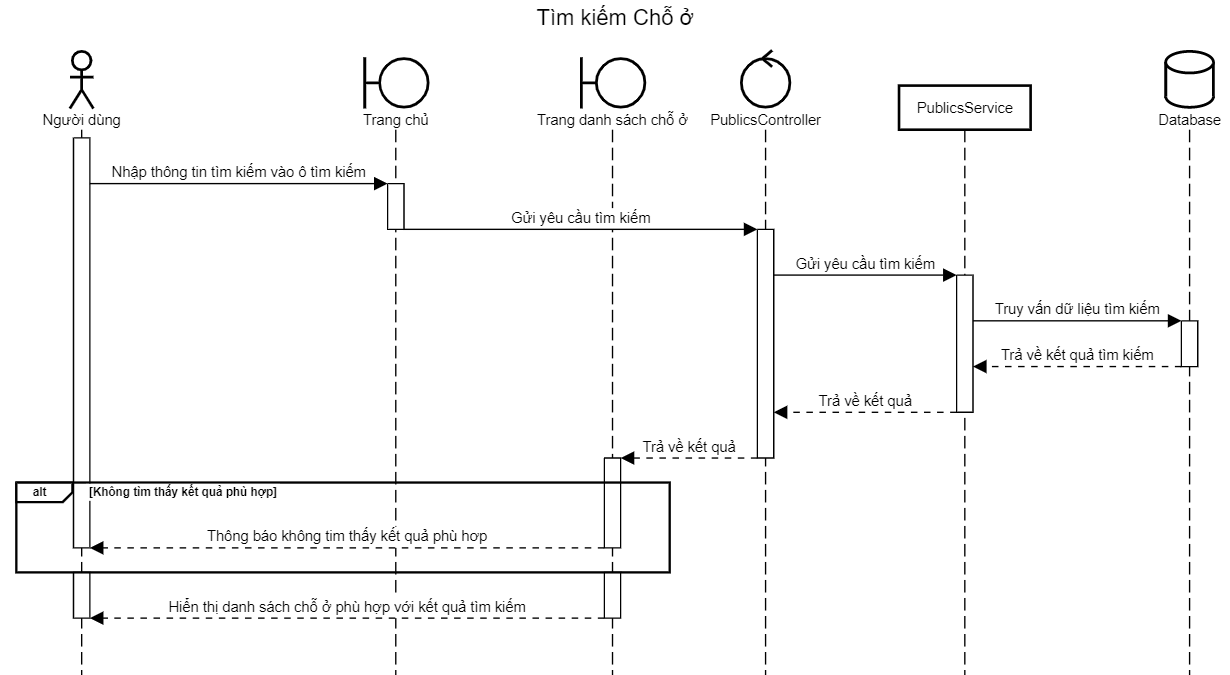 Tìm kiếm Chỗ ở
Người dùng
Trang chủ
Trang danh sách chỗ ở
PublicsController
PublicsService
Database
Nhập thông tin tìm kiếm vào ô tìm kiếm
Gửi yêu cầu tìm kiếm
Gửi yêu cầu tìm kiếm
Truy vấn dữ liệu tìm kiếm
Trả về kết quả tìm kiếm
Trả về kết quả
Trả về kết quả
alt
[Không tìm thấy kết quả phù hợp]
Thông báo không tim thấy kết quả phù hơp
Hiển thị danh sách chỗ ở phù hợp với kết quả tìm kiếm